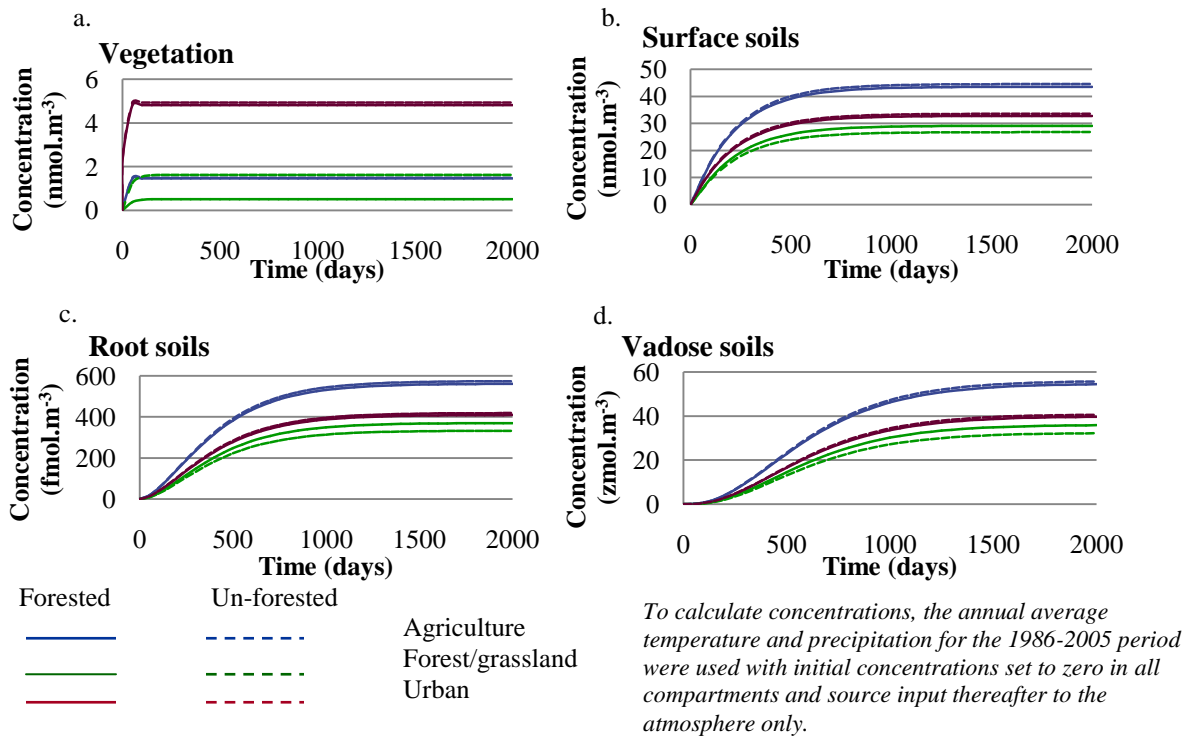 a.
Vegetation
Concentration
(nmol.m-3)
6
4
2
0
0 500 1000 1500 2000
Time (days)
b.
Surface soils
Concentration
(nmol.m-3)
50
40
30
20
10
0
0 500 1000 1500 2000
Time (days)
c.
Root soils
Concentration
(fmol.m-3)
600
400
200
0
0 500 1000 1500 2000
Time (days)
d.
Vadose soils
Concentration
(zmol.m-3)
60
40
20
0
0 500 1000 1500 2000
Time (days)
Forested Un-forested
Agriculture
Forest/grassland
Urban
To calculate concentrations, the annual average
temperature and precipitation for the 1986-2005 period
were used with initial concentrations set to zero in all
compartments and source input thereafter to the
atmosphere only.